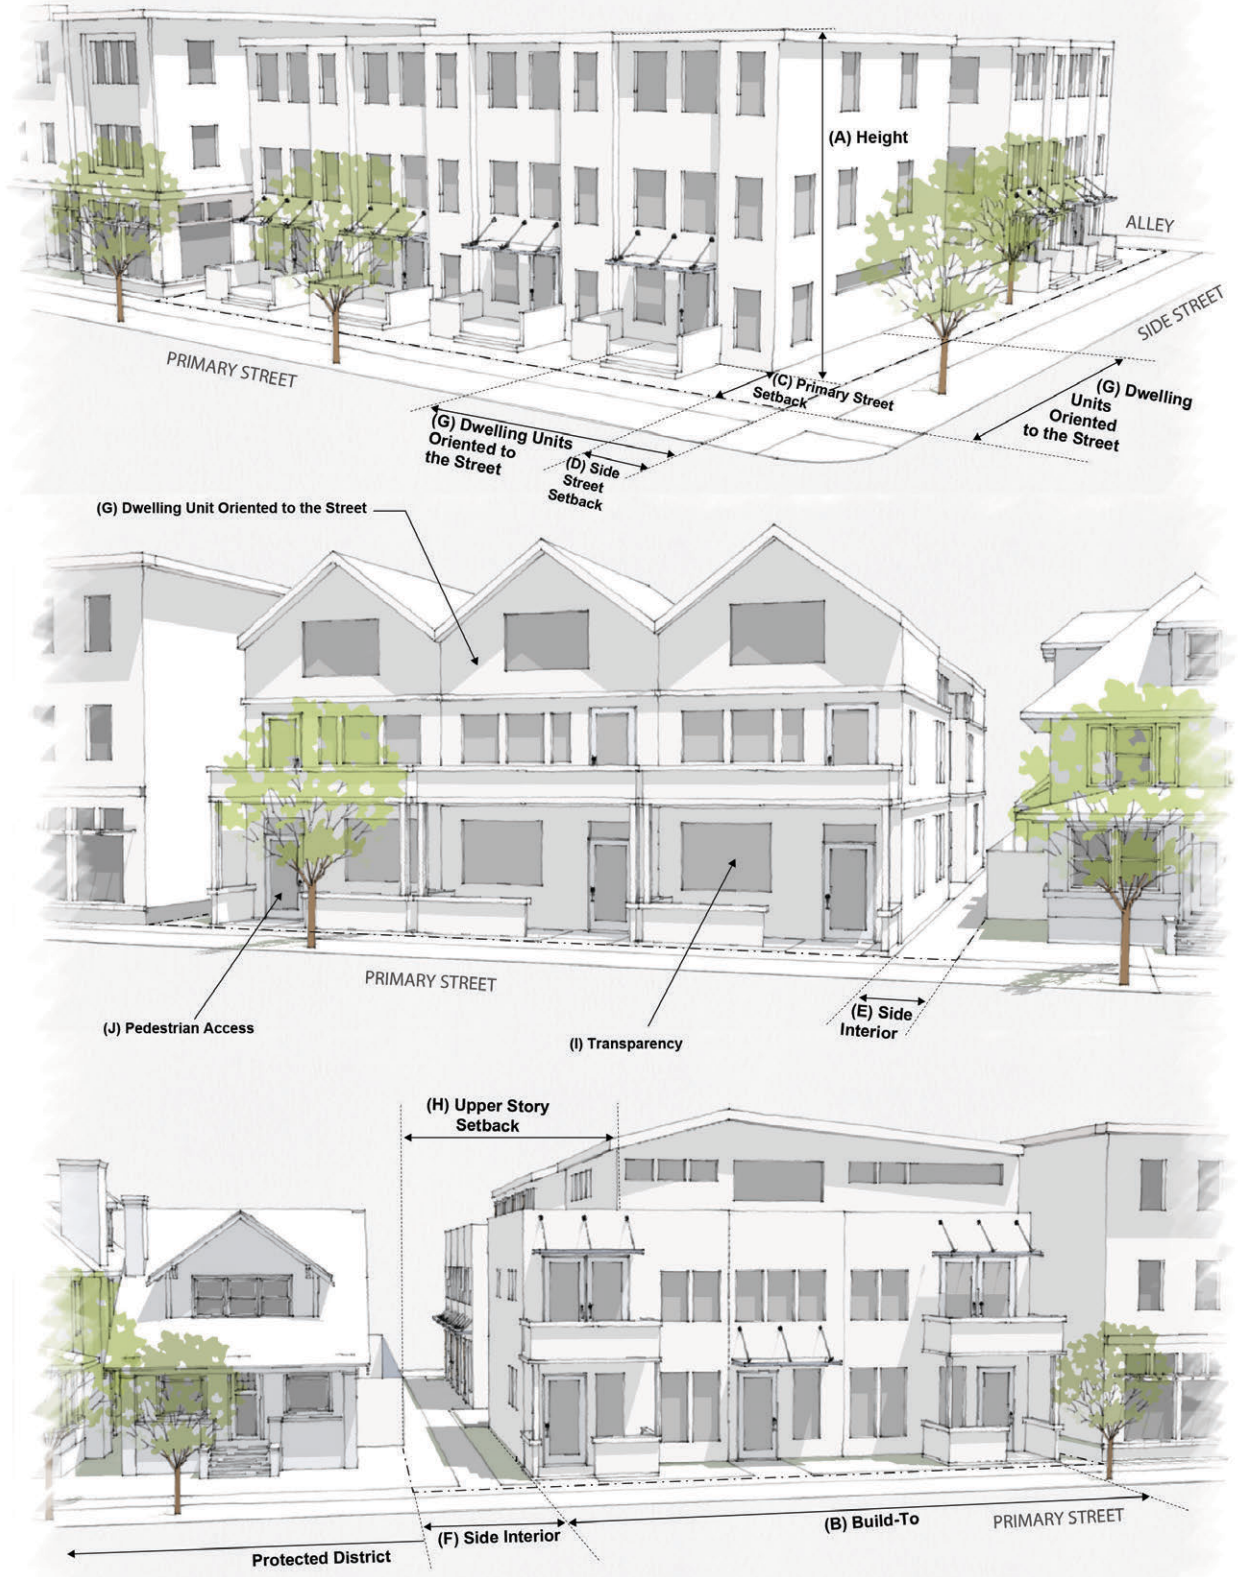 (A) Height
ALLEY
SIDE STREET
PRIMARY STREET
(C) Primary Street
Setback
(G) Dwelling
Units
Oriented
to the Street
(G) Dwelling Units
Oriented to
the Street
(D) Side
Street
Setback
(G) Dwelling Unit Oriented to the Street
PRIMARY STREET
(J) Pedestrian Access
(I) Transparency
(E) Side
Interior
(H) Upper Story
Setback
(B) Build-To
PRIMARY STREET
(F) Side Interior
Protected District